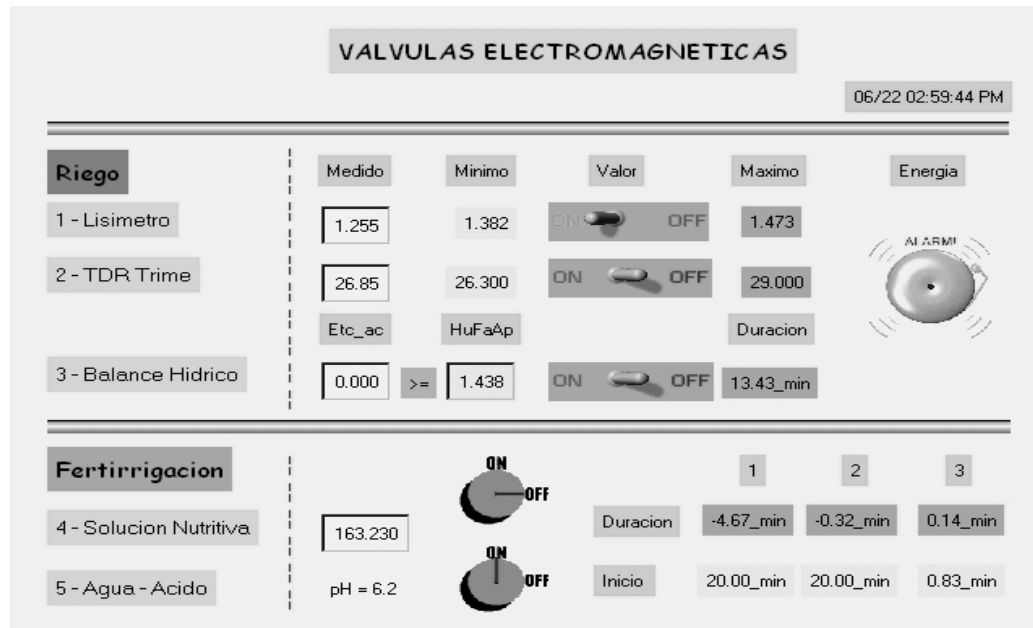 VALVULAS ELECTROMAGNETICAS
06/22 02:59:44 PM
Riego Medido Minimo Valor Maximo Energia
1 - Lisimetro 1.255 1.382 ON OFF 1.473
ALARM!
2 - TDR Trime 26.85 26.300 ON OFF 29.000
Etc_ac HuFaAp Duracion
3 - Balance Hidrico 0.000 >= 1.438 ON OFF 13.43_min
Fertirrigacion ON OFF 1 2 3
4 - Solucion Nutritiva 163.230 Duracion -4.67_min -0.32_min 0.14_min
5 - Agua - Acido pH = 6.2 ON OFF Inicio 20.00_min 20.00_min 0.83_min